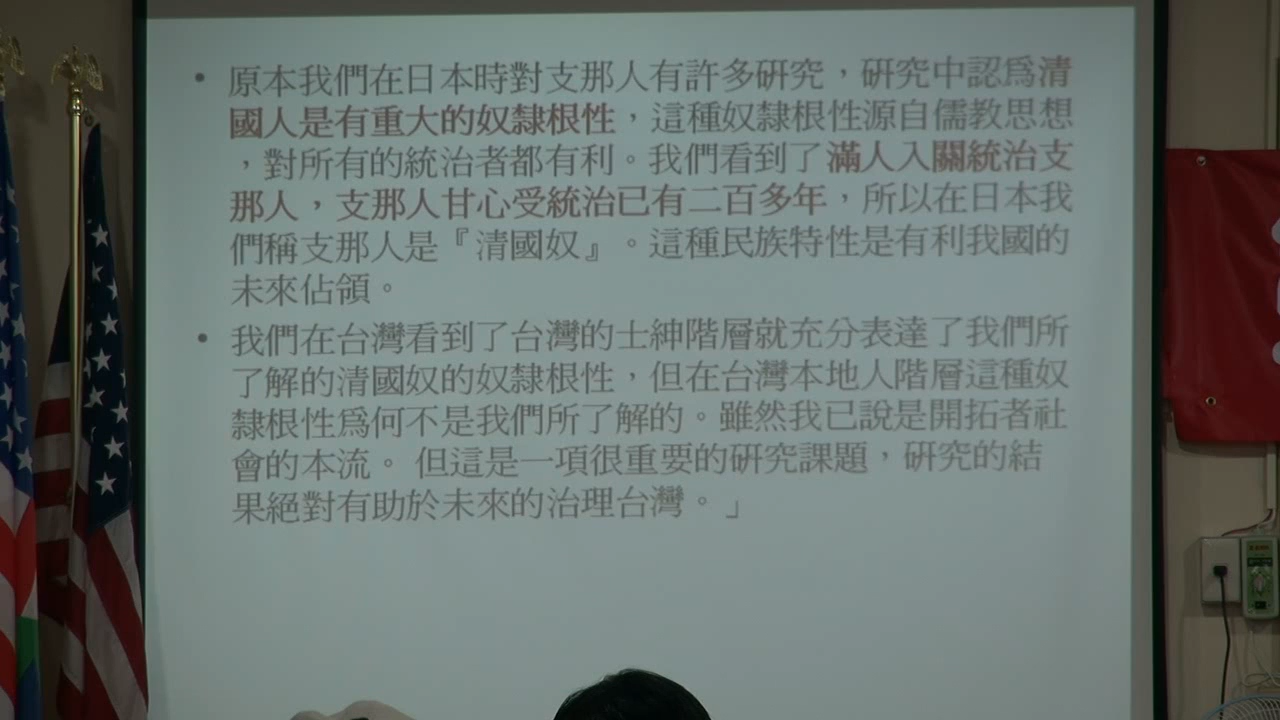 • 原本我們在日本時對支那人有許多研究，研究中認為清
國人是有重大的奴隸根性，這種奴隸根性源自儒教思想
，對所有的統治者都有利。我們看到了滿人入關統治支
那人，支那人甘心受統治已有二百多年，所以在日本我
們稱支那人是『清國奴』。這種民族特性是有利我國的
未來佔領。
• 我們在台灣看到了台灣的士紳階層就充分表達了我們所
了解的清國奴的奴隸根性，但在台灣本地人階層這種奴
隸根性為何不是我們所了解的。雖然我已說是開拓者社
會的本流。 但這是一項很重要的研究課題，研究的結
果絕對有助於未來的治理台灣。」